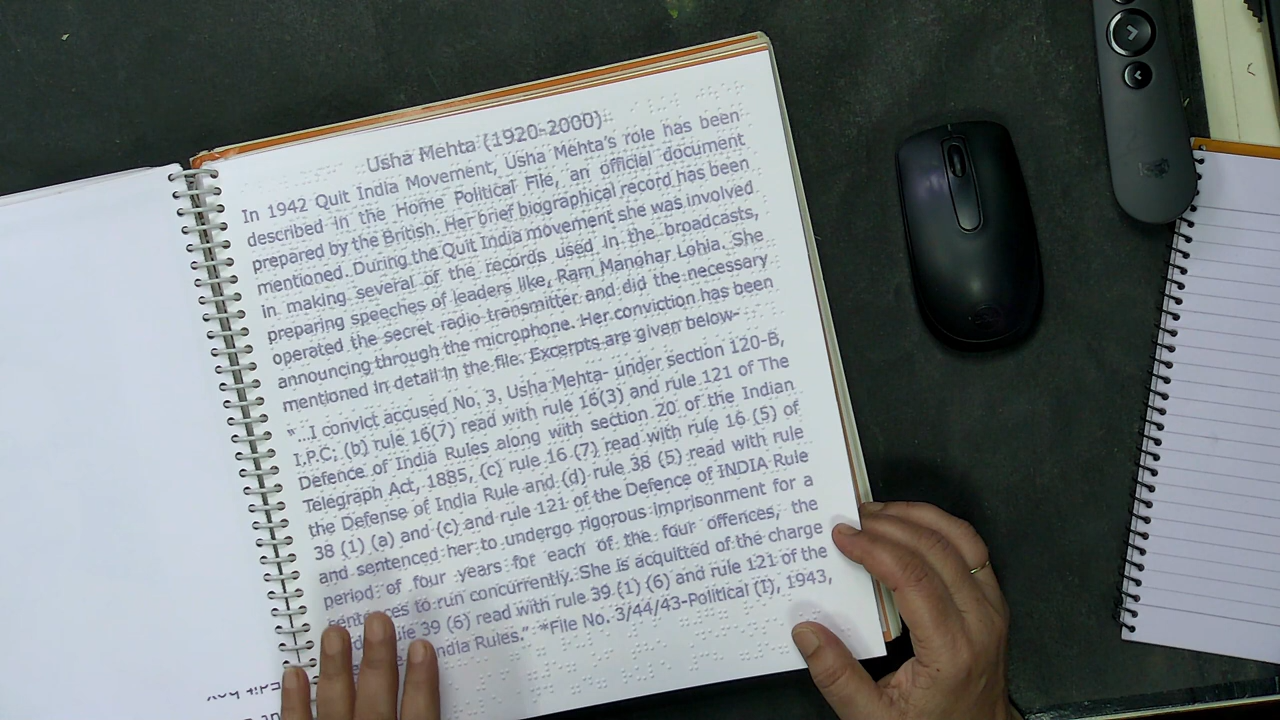 Usha Mehta (1920-2000)
In 1942 Quit India Movement, Usha Mehta's role has been
described in the Home Political File, an official document
prepared by the British. Her brief biographical record has been
mentioned. During the Quit India movement she was involved
in making several of the records used in the broadcasts,
preparing speeches of leaders like, Ram Manohar Lohia. She
operated the secret radio transmitter and did the necessary
announcing through the microphone. Her conviction has been
mentioned in detail in the file. Excerpts are given below-
"...I convict accused No, 3, Usha Mehta- under section 120-B,
I.P.C; (b) rule 16(7) read with rule 16(3) and rule 121 of The
Defence of India Rules along with section 20 of the Indian
Telegraph Act, 1885, (c) rule 16 (7) read with rule 16 (5) of
the Defense of India Rule and (d) rule 38 (5) read with rule
38 (1) (a) and (c) and rule 121 of the Defence of INDIA Rule
and sentenced her to undergo rigorous imprisonment for a
period of four years for each of the four offences, the
to run concurrently. She is acquitted of the charge
39 (6) read with rule 39 (1) (6) and rule 121 of the
India Rules." *File No. 3/44/43-Political (I), 1943,